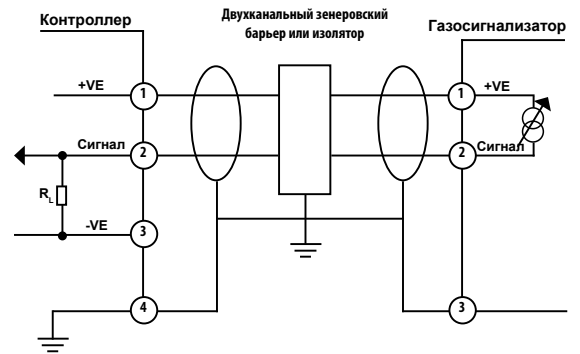 Контроллер
Двухканальный зенеровский
барьер или изолятор
Газосигнализатор
+VE
1
1
+VE
Сигнал
2
2
Сигнал
RL
-VE
3
4
3